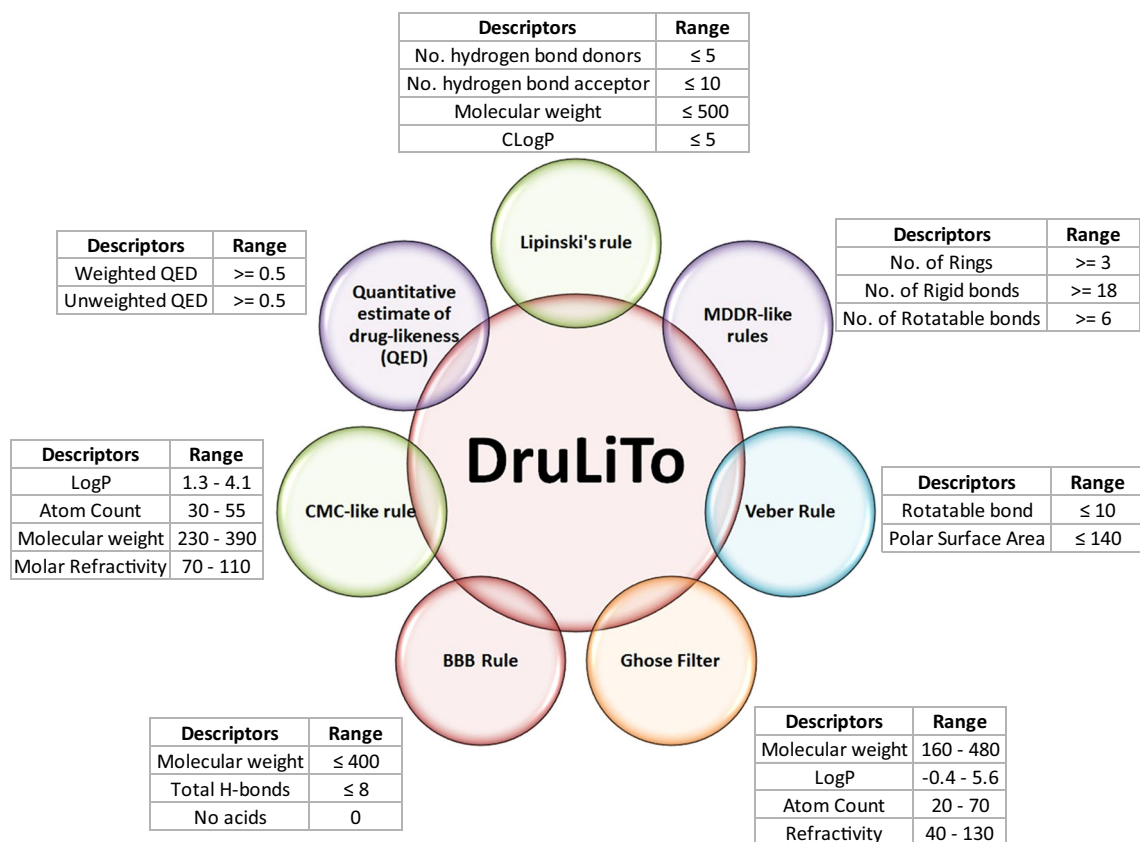 Descriptors Range
No. hydrogen bond donors ≤ 5
No. hydrogen bond acceptor ≤ 10
Molecular weight ≤ 500
CLogP ≤ 5
Lipinski's rule
Descriptors Range
No. of Rings >= 3
No. of Rigid bonds >= 18
No. of Rotatable bonds >= 6
MDDR-like
rules
Descriptors Range
Weighted QED >= 0.5
Unweighted QED >= 0.5
Quantitative
estimate of
drug-likeness
(QED)
DruLiTo
Descriptors Range
LogP 1.3 - 4.1
Atom Count 30 - 55
Molecular weight 230 - 390
Molar Refractivity 70 - 110
CMC-like rule
Veber Rule
Descriptors Range
Rotatable bond ≤ 10
Polar Surface Area ≤ 140
BBB Rule
Ghose Filter
Descriptors Range
Molecular weight ≤ 400
Total H-bonds ≤ 8
No acids 0
Descriptors Range
Molecular weight 160 - 480
LogP -0.4 - 5.6
Atom Count 20 - 70
Refractivity 40 - 130